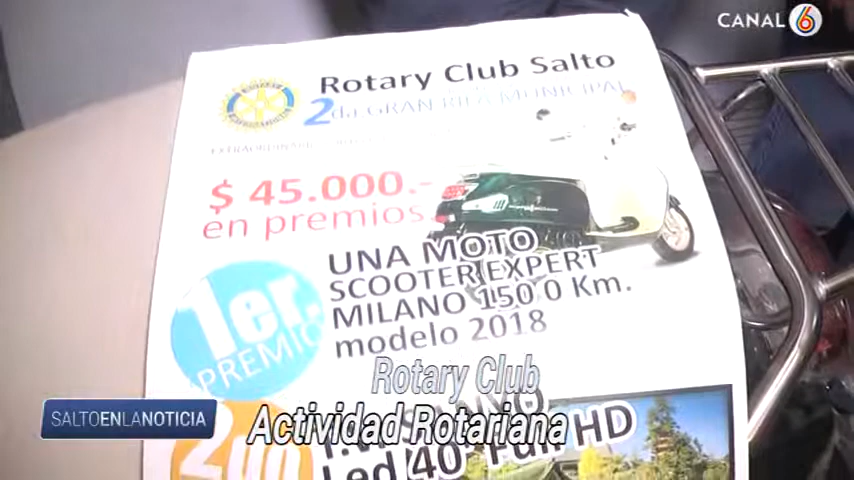 CANAL 6
Rotary Club Salto
2da GRAN RIFA MUNICIPAL
$ 45.000.-
en premios.
1er.
PREMIO
UNA MOTO
SCOOTER EXPERT
MILANO 150 0 Km.
modelo 2018
Rotary Club
SALTOENLANOTICIA
Actividad Rotariana
2do
Led 40" Full HD